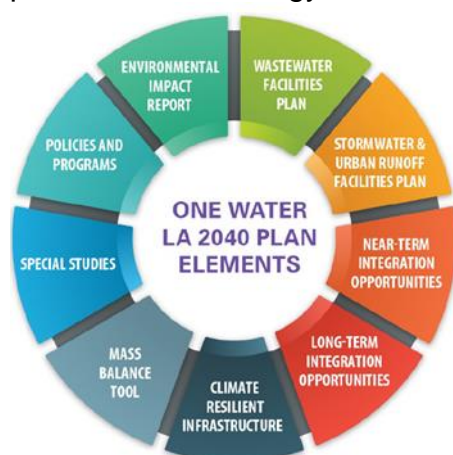 ONE WATER
LA 2040 PLAN
ELEMENTS
WASTEWATER
FACILITIES
PLAN
STORMWATER &
URBAN RUNOFF
FACILITIES PLAN
NEAR-TERM
INTEGRATION
OPPORTUNITIES
LONG-TERM
INTEGRATION
OPPORTUNITIES
CLIMATE
RESILIENT
INFRASTRUCTURE
MASS
BALANCE
TOOL
SPECIAL STUDIES
POLICIES AND
PROGRAMS
ENVIRONMENTAL
IMPACT
REPORT